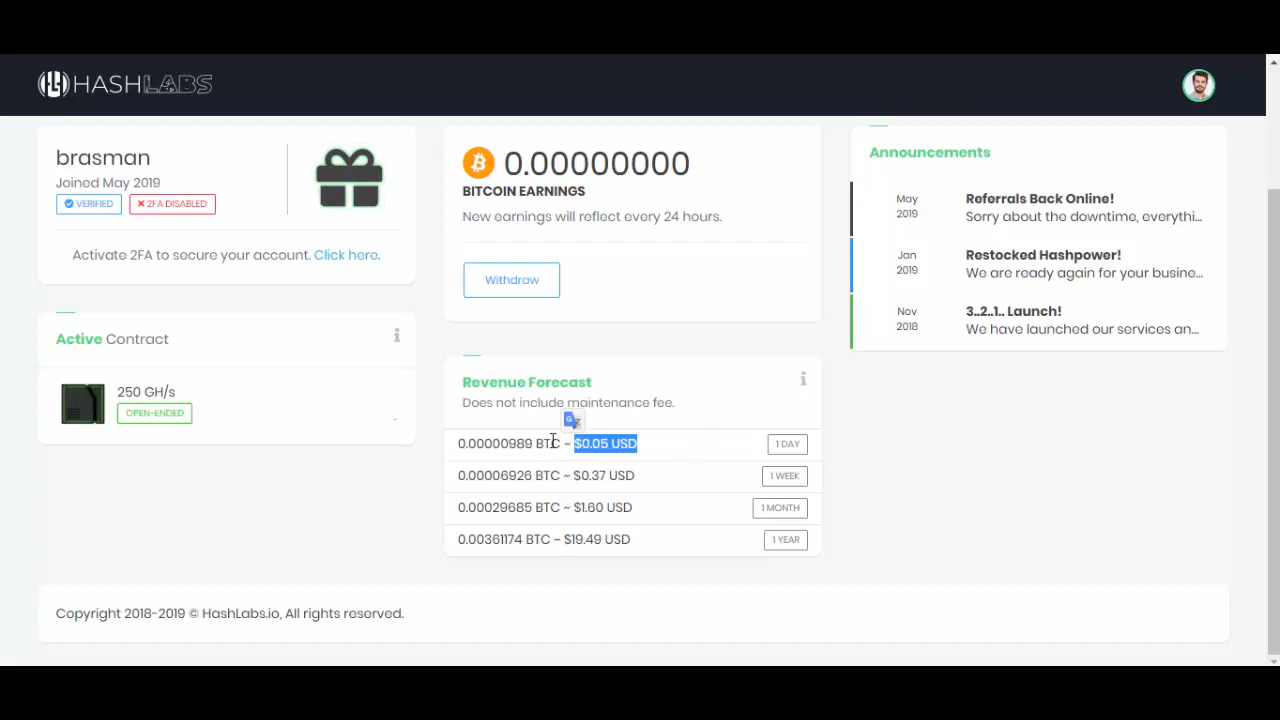 HASHLABS
brasman
Joined May 2019
VERIFIED
2FA DISABLED
Activate 2FA to secure your account. Click here.
Active Contract
250 GH/s
OPEN-ENDED
-
0.00000000
BITCOIN EARNINGS
New earnings will reflect every 24 hours.
Withdraw
Revenue Forecast
Does not include maintenance fee.
0.00000989 BTC ~ $0.05 USD 1 DAY
0.00006926 BTC ~ $0.37 USD 1 WEEK
0.00029685 BTC ~ $1.60 USD 1 MONTH
0.00361174 BTC ~ $19.49 USD 1 YEAR
Announcements
May 2019 Referrals Back Online!
Sorry about the downtime, everythi...
Jan 2019 Restocked Hashpower!
We are ready again for your busine...
Nov 2018 3..2..1.. Launch!
We have launched our services an...
Copyright 2018-2019 © HashLabs.io, All rights reserved.